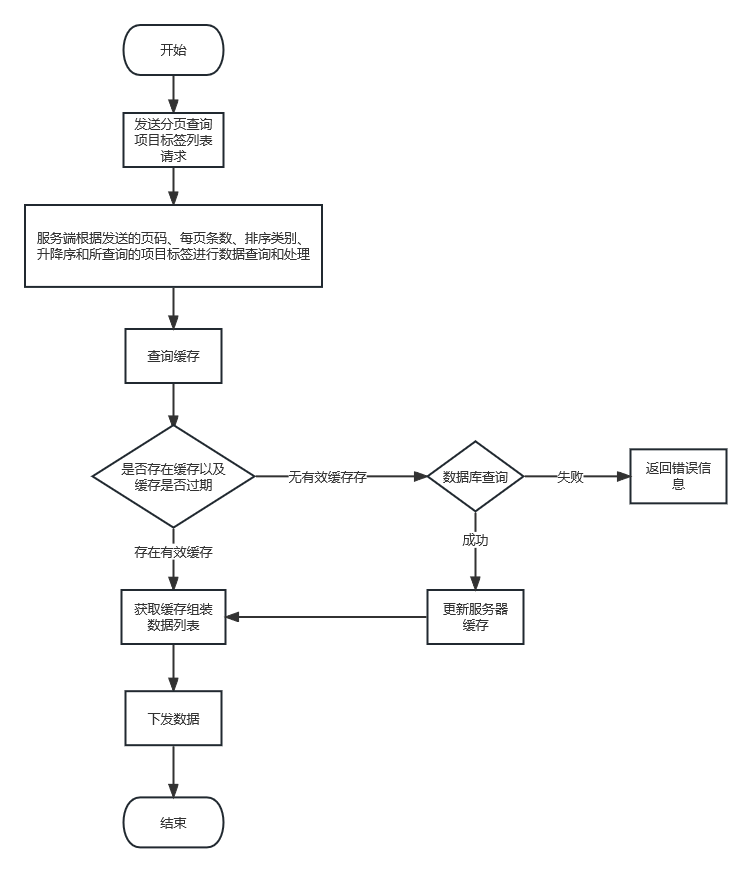 开始
发送分页查询
项目标签列表
请求
服务端根据发送的页码、每页条数、排序类别、
升降序和所查询的项目标签进行数据查询和处理
查询缓存
是否存在缓存以及
缓存是否过期
无有效缓存存
数据库查询
失败
返回错误信
息
存在有效缓存
成功
获取缓存组装
数据列表
更新服务器
缓存
下发数据
结束